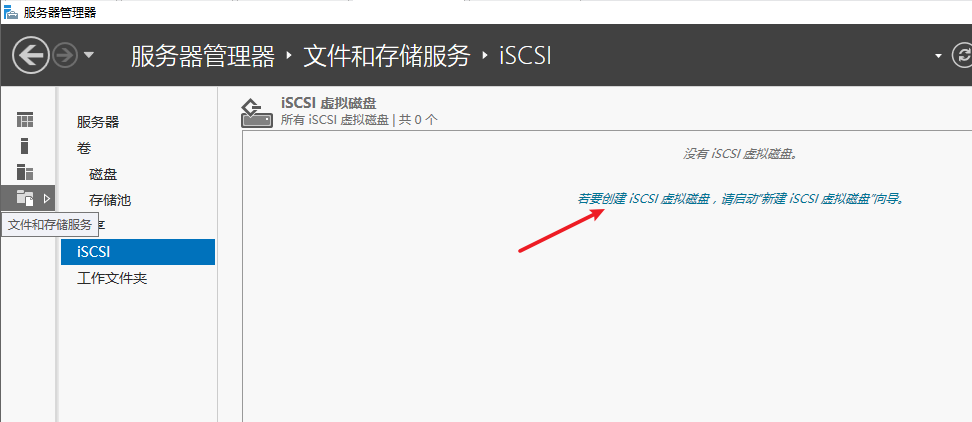 服务器管理器
服务器管理器 ‣ 文件和存储服务 ‣ iSCSI
服务器
卷
磁盘
存储池
文件和存储服务
iSCSI
工作文件夹
iSCSI 虚拟磁盘
所有 iSCSI 虚拟磁盘 | 共 0 个
没有 iSCSI 虚拟磁盘。
若要创建 iSCSI 虚拟磁盘，请启动"新建 iSCSI 虚拟磁盘"向导。